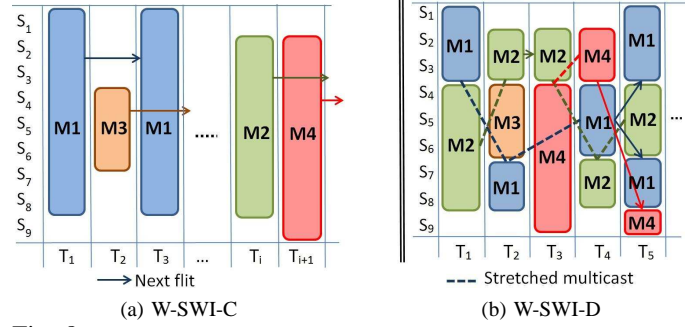 S1
S2
S3
S4
S5
S6
S7
S8
S9
M1
M3
M1
.....
M2
M4
T1 T2 T3 ... Ti Ti+1
Next flit
(a) W-SWI-C
S1
S2
S3
S4
S5
S6
S7
S8
S9
M1
M2
M2
M3
M1
M2
M4
M4
M1
M2
M1
M2
M1
M4
...
T1 T2 T3 T4 T5
Stretched multicast
(b) W-SWI-D